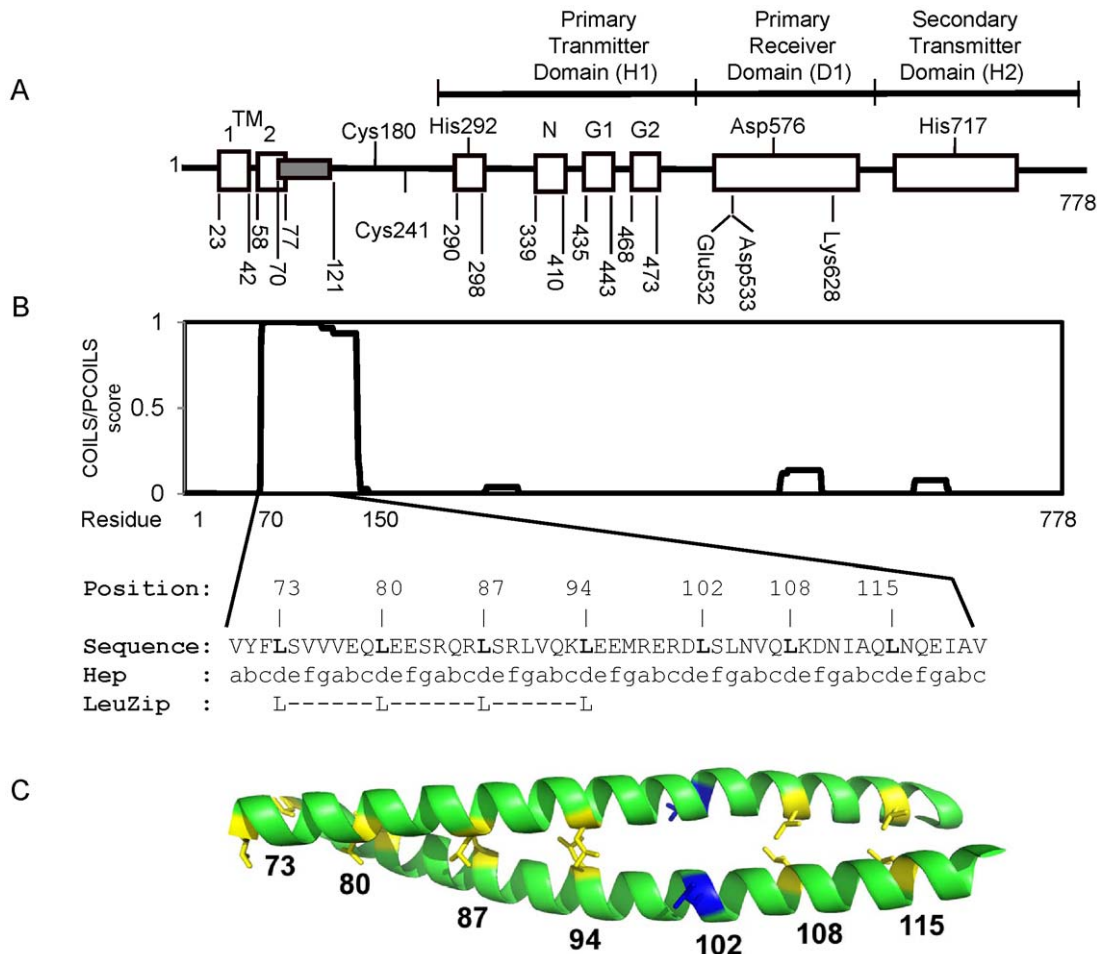 Primary Tranmitter Domain (H1)
Primary Receiver Domain (D1)
Secondary Transmitter Domain (H2)
A
TM
1 2
Cys180
His292
N
G1
G2
Asp576
His717
1
778
Cys241
23
42
58
70
77
121
290
298
339
410
435
443
468
473
Glu532
Asp533
Lys628
B
COILS/PCOILS score
1
0.5
0
Residue 1 70 150 778
Position: 73 80 87 94 102 108 115
Sequence: VYFLSVVVEQLEESRQRLSRLVQKLEEMRERDLSLNVQLKDNIAQLNQEIAV
Hep : abcdefgabcdefgabcdefgabcdefgabcdefgabcdefgabcdefgabc
LeuZip : L------L------L------L
C
73
80
87
94
102
108
115